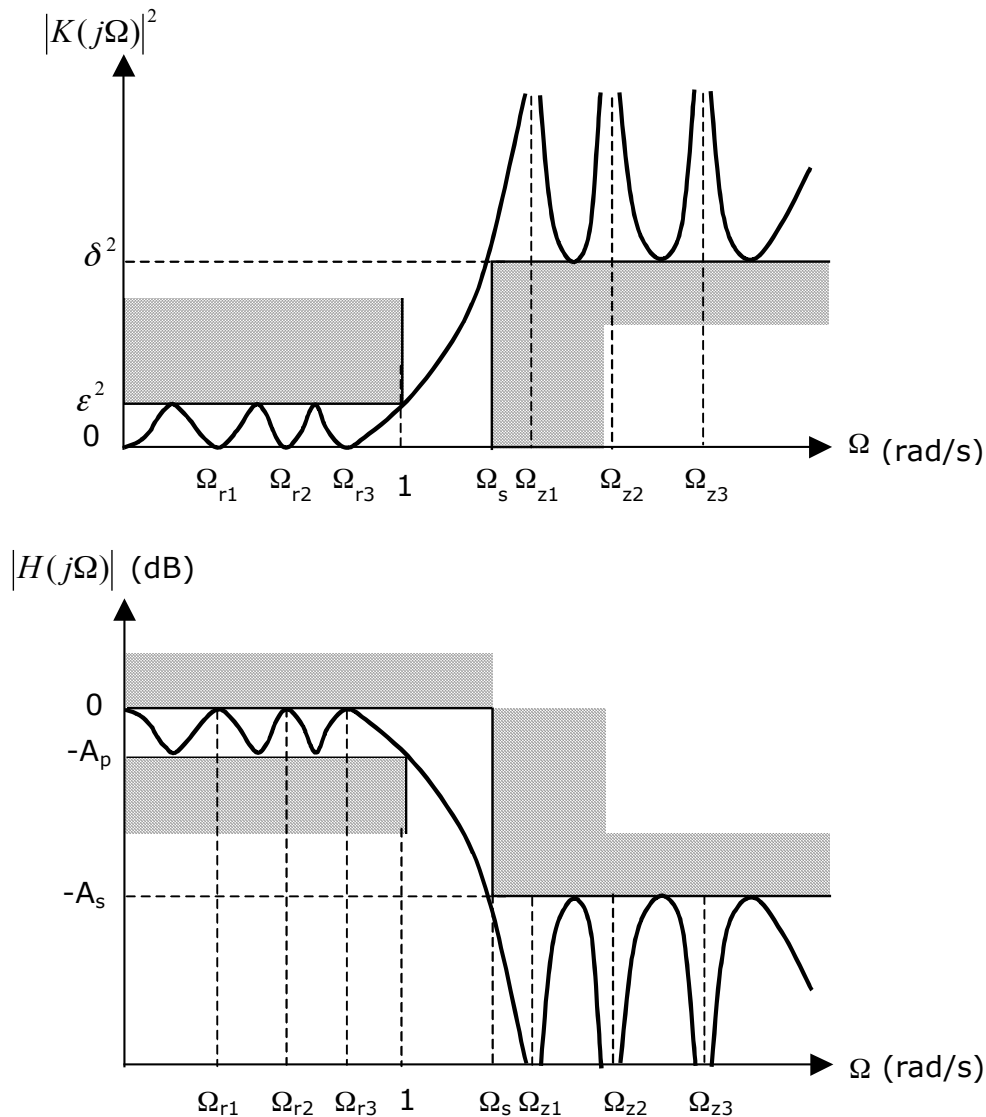 |K(jΩ)|²
δ²
ε²
0
Ω (rad/s)
Ωr1 Ωr2 Ωr3 1 Ωs Ωz1 Ωz2 Ωz3
|H(jΩ)| (dB)
0
-Ap
-As
Ω (rad/s)
Ωr1 Ωr2 Ωr3 1 Ωs Ωz1 Ωz2 Ωz3